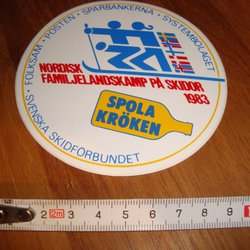 FOLKSAM · POSTEN · SPARBANKERNA · SYSTEMBOLAGET
NORDISK
FAMILJELANDSKAMP PÅ SKIDOR
1983
SPOLA
KRÖKEN
SVENSKA SKIDFÖRBUNDET
2 2m 3 4 5 6 7 8 9